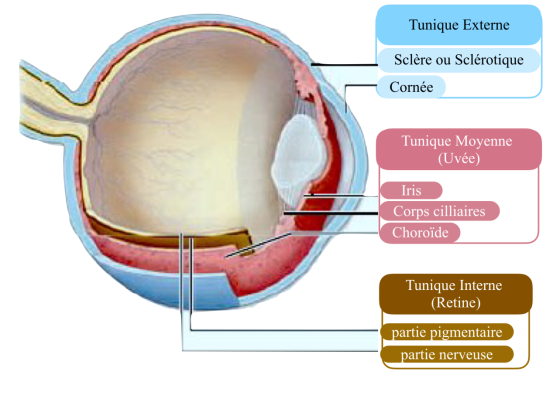 Tunique Externe
Sclère ou Sclérotique
Cornée
Tunique Moyenne
(Uvée)
Iris
Corps cilliaires
Choroïde
Tunique Interne
(Retine)
partie pigmentaire
partie nerveuse